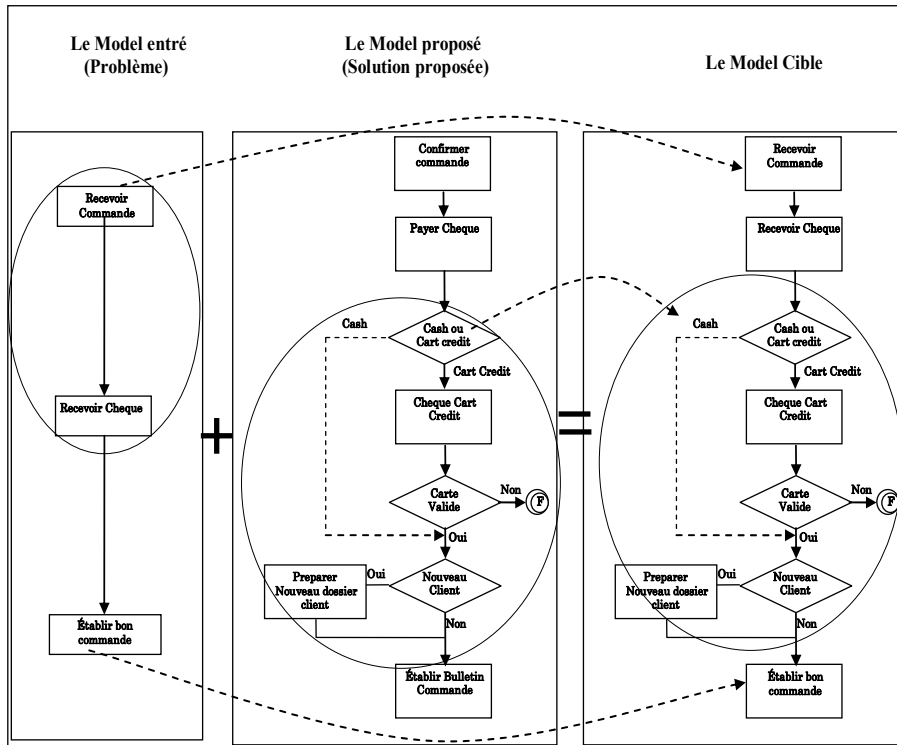 Le Model entré
(Problème)
Le Model proposé
(Solution proposée)
Le Model Cible
Recevoir
Commande
Recevoir Cheque
Établir bon
commande
+
Confirmer
commande
Payer Cheque
Cash ou
Cart credit
Cash
Cart Credit
Cheque Cart
Credit
Carte
Valide
Non
F
Oui
Nouveau
Client
Oui
Preparer
Nouveau dossier
client
Non
Établir Bulletin
Commande
=
Recevoir
Commande
Recevoir Cheque
Cash ou
Cart credit
Cash
Cart Credit
Cheque Cart
Credit
Carte
Valide
Non
F
Oui
Nouveau
Client
Oui
Preparer
Nouveau dossier
client
Non
Établir bon
commande